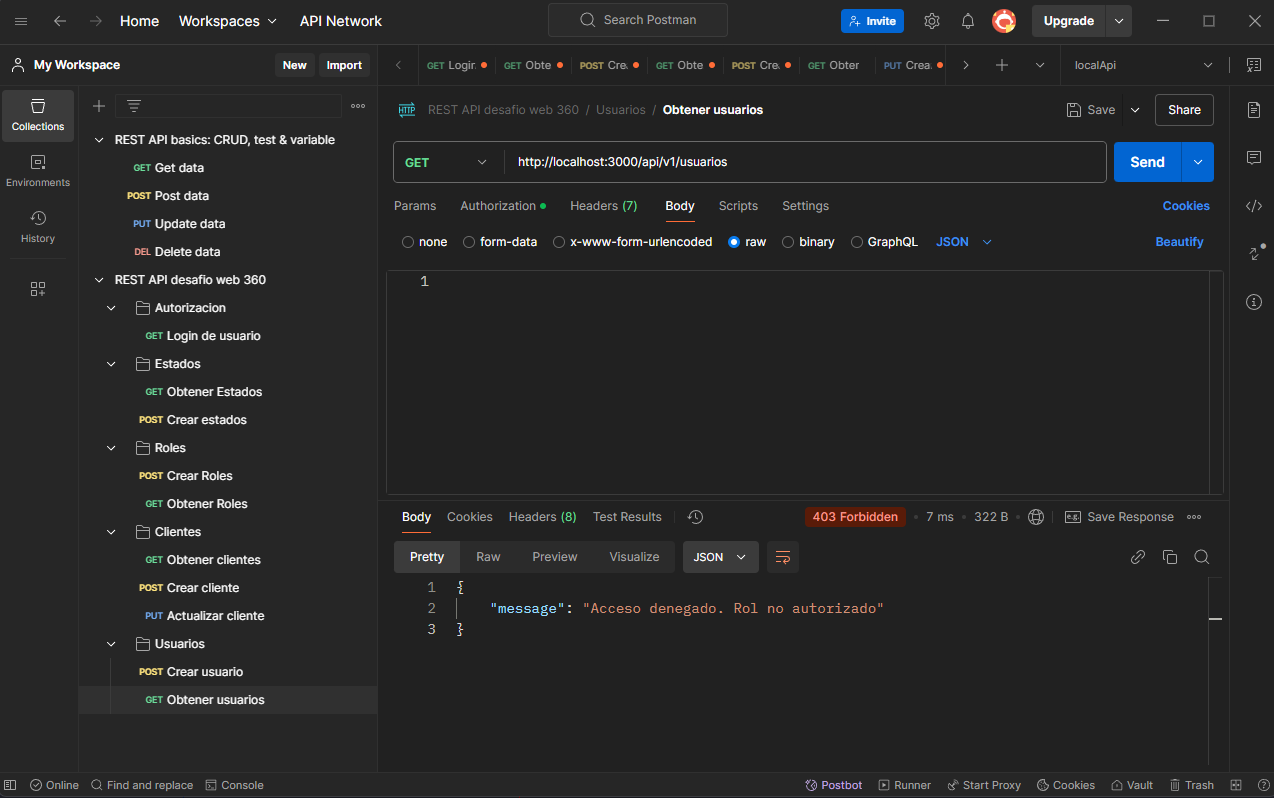 Home Workspaces API Network Search Postman Invite Upgrade
My Workspace New Import
GET Login GET Obte POST Cre GET Obte POST Cre GET Obter PUT Crea localApi
Collections
Environments
History
REST API basics: CRUD, test & variable
GET Get data
POST Post data
PUT Update data
DEL Delete data
REST API desafio web 360
Autorizacion
GET Login de usuario
Estados
GET Obtener Estados
POST Crear estados
Roles
POST Crear Roles
GET Obtener Roles
Clientes
GET Obtener clientes
POST Crear cliente
PUT Actualizar cliente
Usuarios
POST Crear usuario
GET Obtener usuarios
HTTP REST API desafio web 360 / Usuarios / Obtener usuarios Save Share
GET http://localhost:3000/api/v1/usuarios Send
Params Authorization Headers (7) Body Scripts Settings Cookies
none form-data x-www-form-urlencoded raw binary GraphQL JSON Beautify
1
Body Cookies Headers (8) Test Results 403 Forbidden 7 ms 322 B e.g. Save Response
Pretty Raw Preview Visualize JSON
1 {
2 "message": "Acceso denegado. Rol no autorizado"
3 }
Online Find and replace Console Postbot Runner Start Proxy Cookies Vault Trash